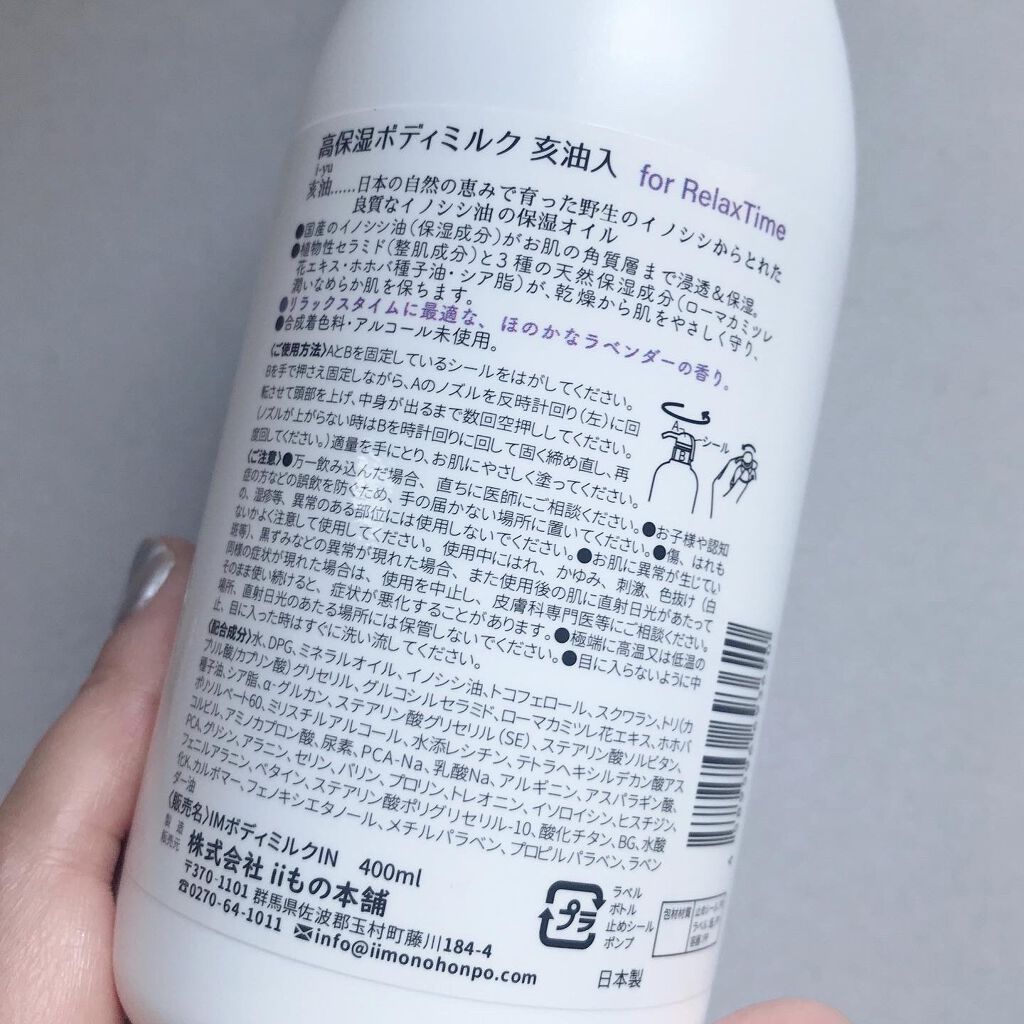 高保湿ボディミルク 亥油入 for RelaxTime
i-yu
亥油……日本の自然の恵みで育った野生のイノシシからとれた
良質なイノシシ油の保湿オイル
●国産のイノシシ油(保湿成分)がお肌の角質層まで浸透&保湿。
●植物性セラミド(整肌成分)と3種の天然保湿成分(ローマカミツレ
花エキス・ホホバ種子油・シア脂)が、乾燥から肌をやさしく守り、
潤いなめらか肌を保ちます。
●リラックスタイムに最適な、ほのかなラベンダーの香り。
●合成着色料・アルコール未使用。
〈ご使用方法〉AとBを固定しているシールをはがしてください。
Bを手で押さえ固定しながら、Aのノズルを反時計回り(左)に回
転させて頭部を上げ、中身が出るまで数回空押ししてください。
(ノズルが上がらない時はBを時計回りに回して固く締め直し、再
度回してください。)適量を手にとり、お肌にやさしく塗ってください。
A
シール
〈ご注意〉●万一飲み込んだ場合、直ちに医師にご相談ください。●お子様や認知
症の方などの誤飲を防ぐため、手の届かない場所に置いてください。●傷、はれも
の、湿疹等、異常のある部位には使用しないでください。●お肌に異常が生じてい
ないかよく注意して使用してください。使用中にはれ、かゆみ、刺激、色抜け(白
斑等)、黒ずみなどの異常が現れた場合、また使用後の肌に直射日光があたって
同様の症状が現れた場合は、使用を中止し、皮膚科専門医等にご相談ください。
そのまま使い続けると、症状が悪化することがあります。●極端に高温又は低温の
場所、直射日光のあたる場所には保管しないでください。●目に入らないように中
止、目に入った時はすぐに洗い流してください。
〈配合成分〉水、DPG、ミネラルオイル、イノシシ油、トコフェロール、スクワラン、トリ(カ
プリル酸/カプリン酸)グリセリル、グルコシルセラミド、ローマカミツレ花エキス、ホホバ
種子油、シア脂、α-グルカン、ステアリン酸グリセリル(SE)、ステアリン酸ソルビタン、
ポリソルベート60、ミリスチルアルコール、水添レシチン、テトラヘキシルデカン酸アス
コルビル、アミノカプロン酸、尿素、PCA-Na、乳酸Na、アルギニン、アスパラギン酸、
PCA、グリシン、アラニン、セリン、バリン、プロリン、トレオニン、イソロイシン、ヒスチジン、
フェニルアラニン、ベタイン、ステアリン酸ポリグリセリル-10、酸化チタン、BG、水酸
化K、カルボマー、フェノキシエタノール、メチルパラベン、プロピルパラベン、ラベン
ダー油
〈販売名〉IMボディミルクIN 400ml
製造
販売元 株式会社 iiもの本舗
〒370-1101 群馬県佐波郡玉村町藤川184-4
☎0270-64-1011 ✉info@iimonohonpo.com
プラ
ラベル
ボトル
止めシール
ポンプ
包材材質
日本製